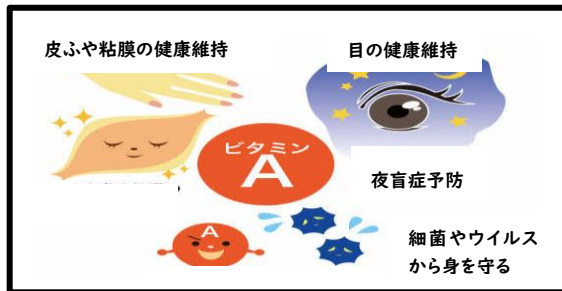 皮ふや粘膜の健康維持
目の健康維持
ビタミン
A
夜盲症予防
A
細菌やウイルス
から身を守る